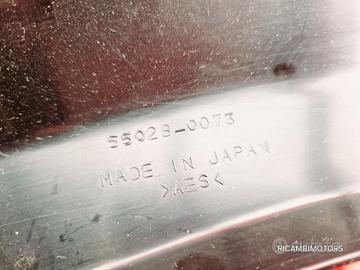 55028-0073
MADE IN JAPAN
>AES<
RICAMBIMOTORS